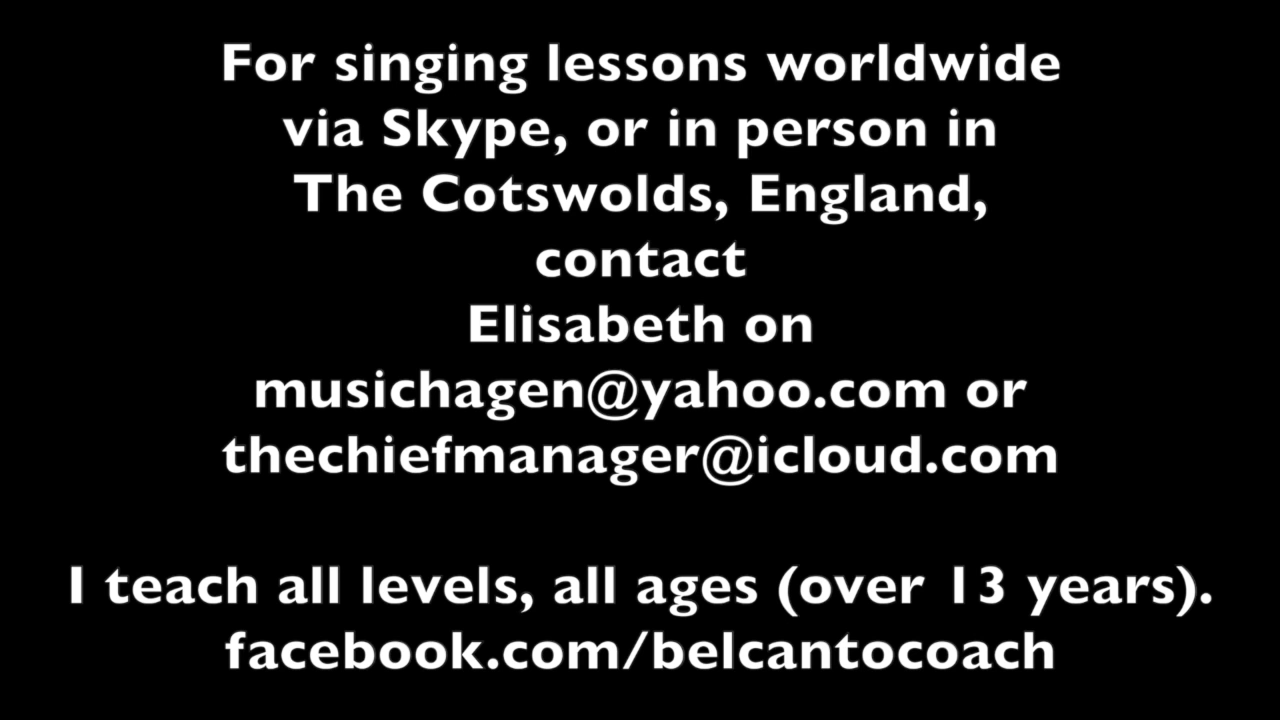 For singing lessons worldwide
via Skype, or in person in
The Cotswolds, England,
contact
Elisabeth on
musichagen@yahoo.com or
thechiefmanager@icloud.com
I teach all levels, all ages (over 13 years).
facebook.com/belcantocoach